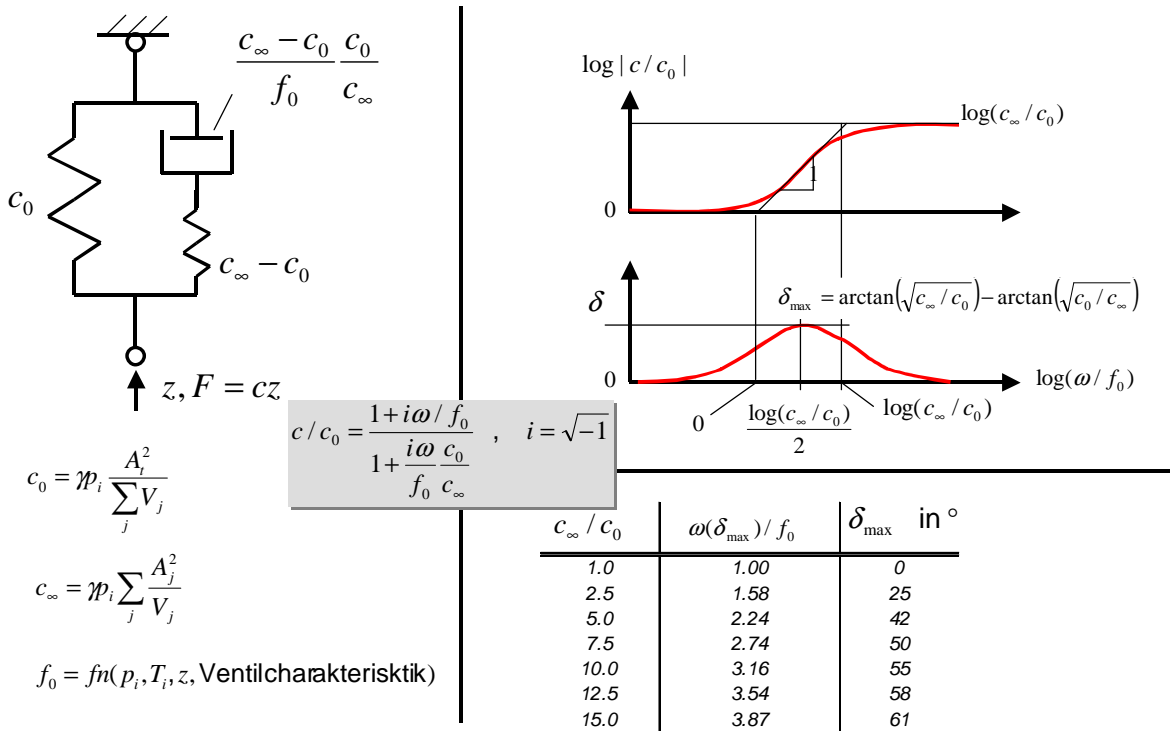 (c∞ − c₀)/f₀ · c₀/c∞
c₀
c∞ − c₀
z, F = cz
c / c₀ = (1 + iω / f₀)/(1 + (iω/f₀)(c₀/c∞)) , i = √−1
c₀ = γpᵢ Aₜ²/∑ⱼ Vⱼ
c∞ = γpᵢ ∑ⱼ Aⱼ²/Vⱼ
f₀ = fn(pᵢ, Tᵢ, z, Ventilcharakterisktik)
log | c / c₀ |
log(c∞ / c₀)
1
0
δ
δmax = arctan(√(c∞ / c₀)) − arctan(√(c₀ / c∞))
0
log(ω / f₀)
0
log(c∞ / c₀)/2
log(c∞ / c₀)
c∞ / c₀ ω(δmax) / f₀ δmax in °
1.0 1.00 0
2.5 1.58 25
5.0 2.24 42
7.5 2.74 50
10.0 3.16 55
12.5 3.54 58
15.0 3.87 61